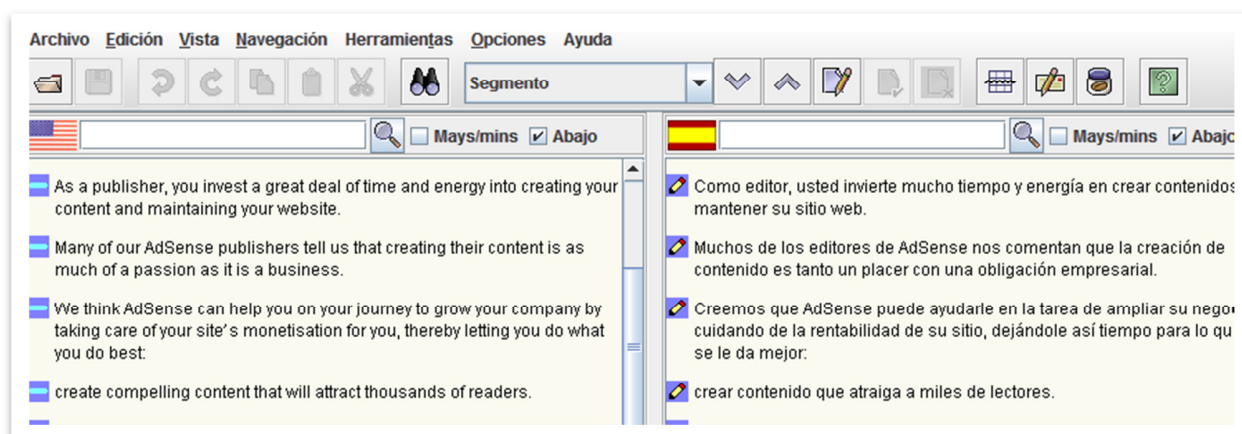 Archivo Edición Vista Navegación Herramientas Opciones Ayuda
Segmento
Mays/mins Abajo
Mays/mins Abajo
As a publisher, you invest a great deal of time and energy into creating your
content and maintaining your website.
Many of our AdSense publishers tell us that creating their content is as
much of a passion as it is a business.
We think AdSense can help you on your journey to grow your company by
taking care of your site's monetisation for you, thereby letting you do what
you do best:
create compelling content that will attract thousands of readers.
Como editor, usted invierte mucho tiempo y energía en crear contenidos
mantener su sitio web.
Muchos de los editores de AdSense nos comentan que la creación de
contenido es tanto un placer con una obligación empresarial.
Creemos que AdSense puede ayudarle en la tarea de ampliar su nego
cuidando de la rentabilidad de su sitio, dejándole así tiempo para lo qu
se le da mejor:
crear contenido que atraiga a miles de lectores.